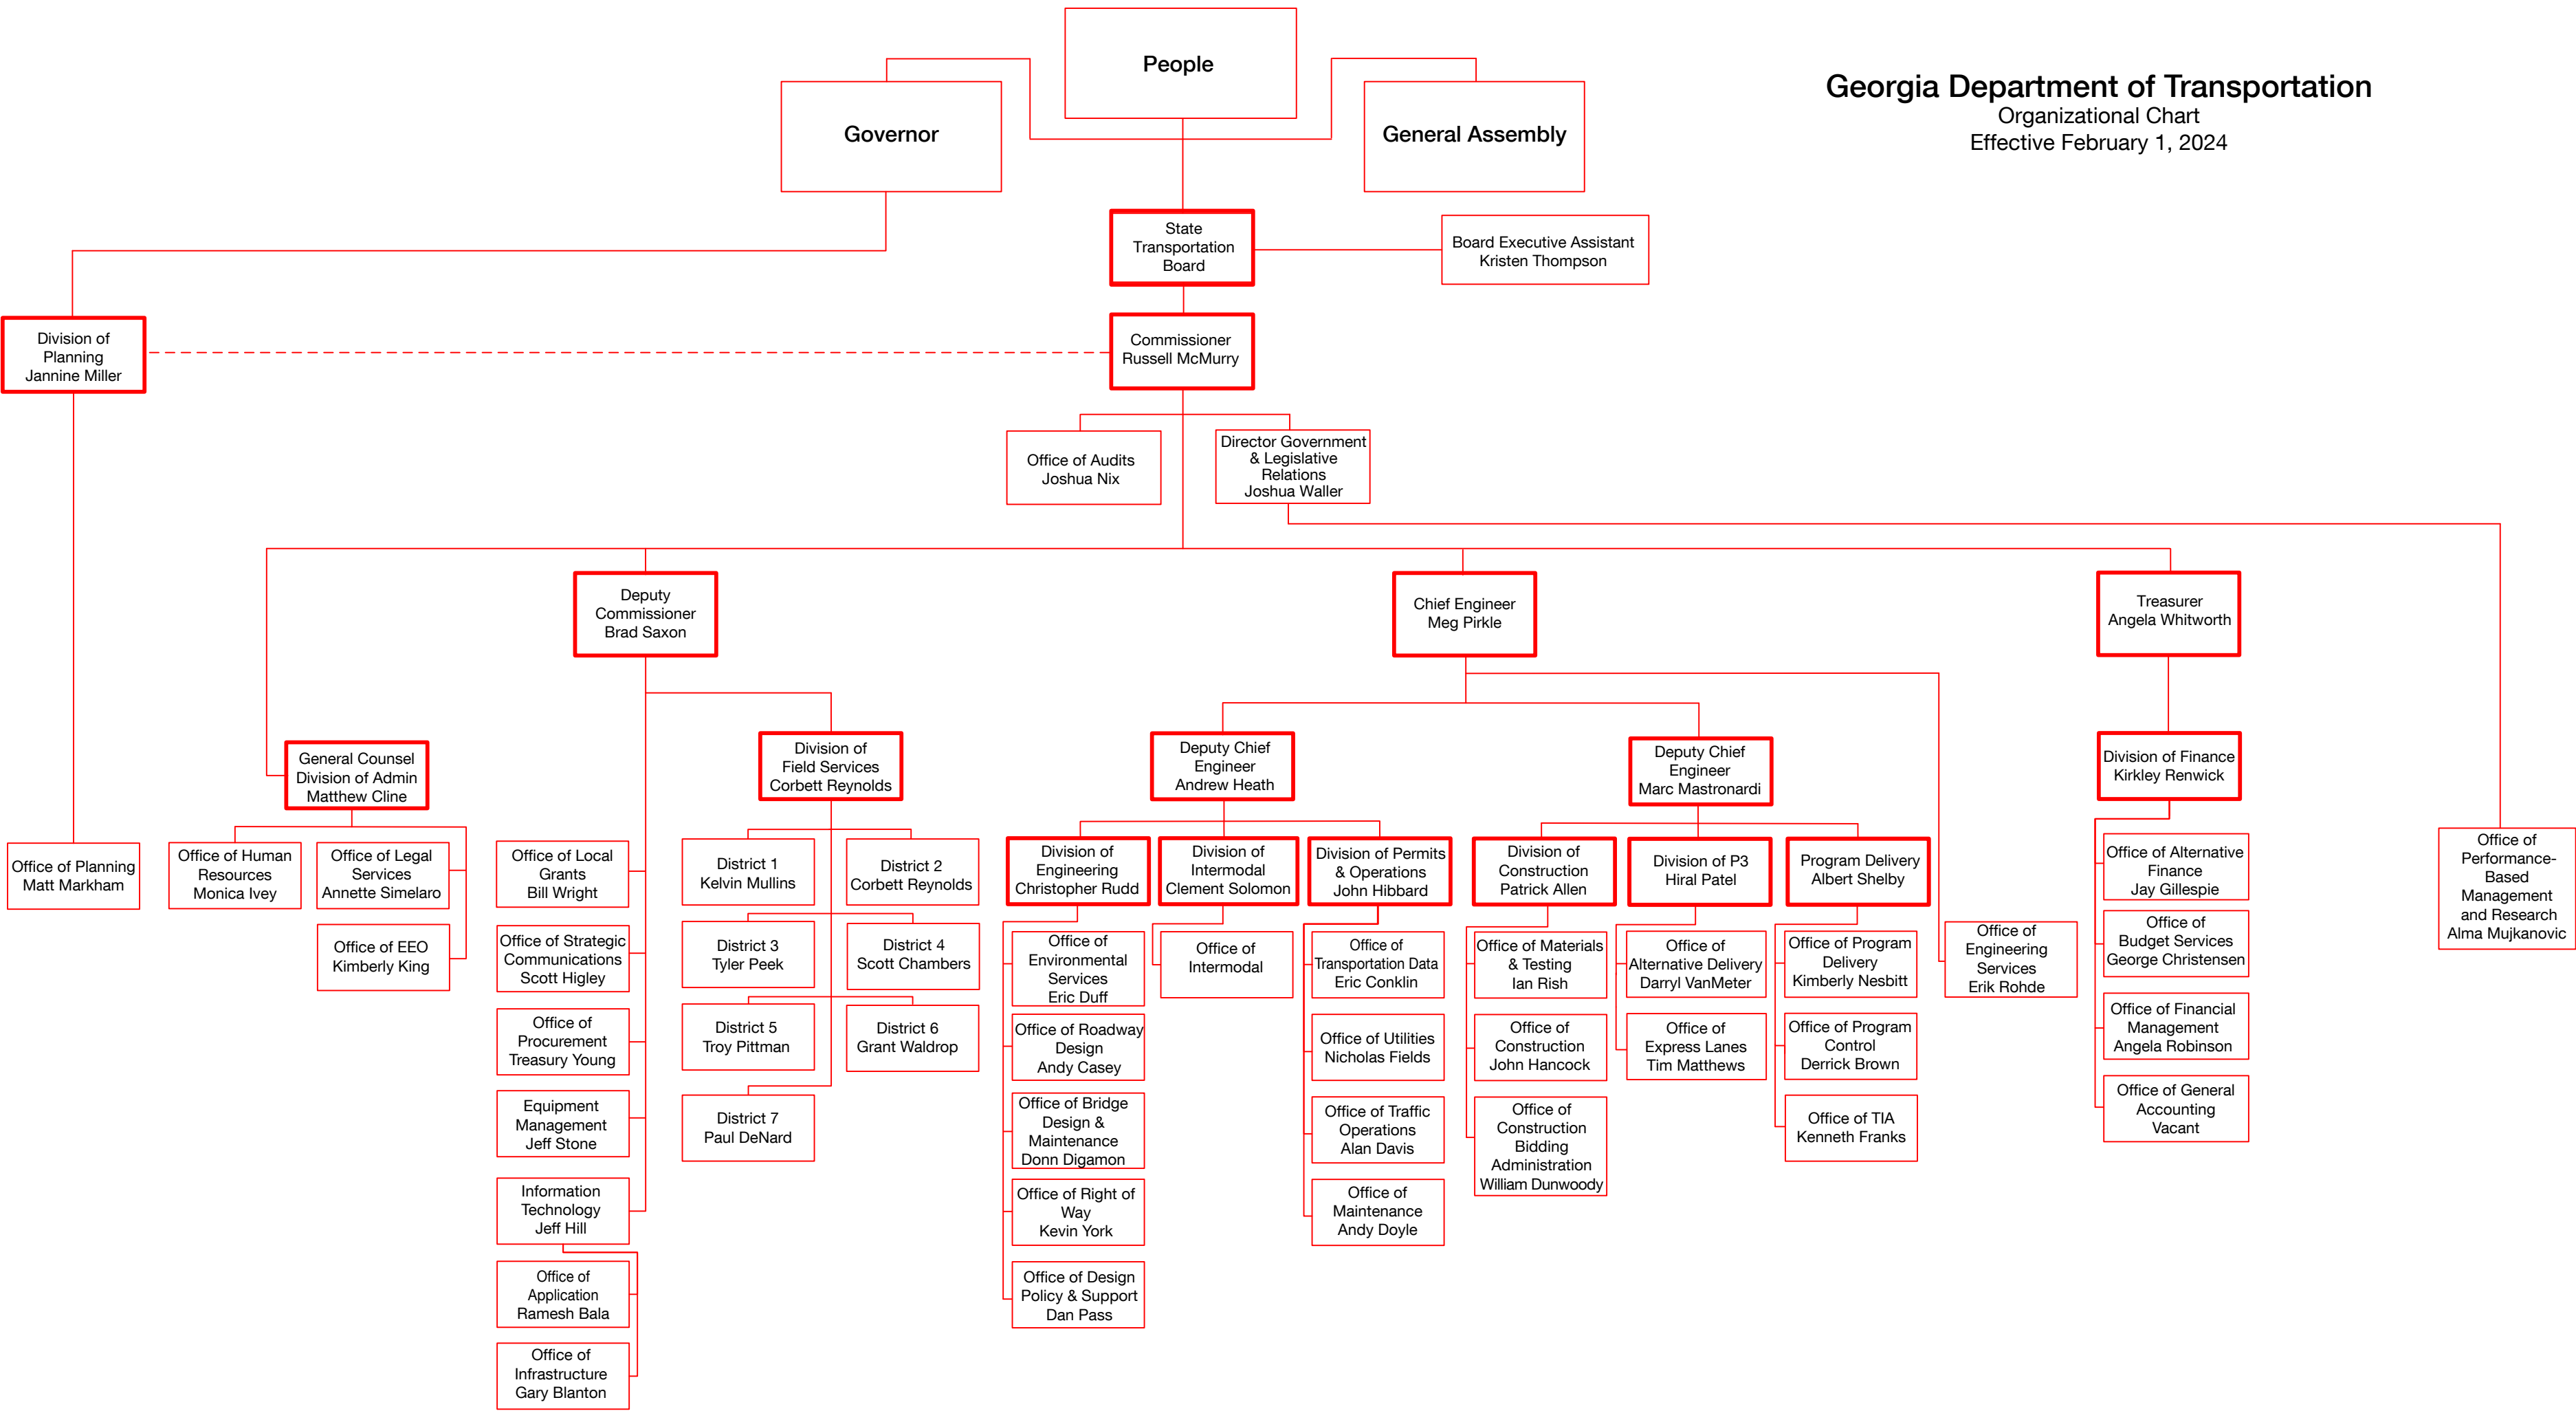 People
Governor
General Assembly
Georgia Department of Transportation
Organizational Chart
Effective February 1, 2024
State
Transportation
Board
Board Executive Assistant
Kristen Thompson
Division of
Planning
Jannine Miller
Commissioner
Russell McMurry
Office of Audits
Joshua Nix
Director Government
& Legislative
Relations
Joshua Waller
Deputy
Commissioner
Brad Saxon
Chief Engineer
Meg Pirkle
Treasurer
Angela Whitworth
General Counsel
Division of Admin
Matthew Cline
Division of
Field Services
Corbett Reynolds
Deputy Chief
Engineer
Andrew Heath
Deputy Chief
Engineer
Marc Mastronardi
Division of Finance
Kirkley Renwick
Office of Planning
Matt Markham
Office of Human
Resources
Monica Ivey
Office of Legal
Services
Annette Simelaro
Office of EEO
Kimberly King
Office of Local
Grants
Bill Wright
Office of Strategic
Communications
Scott Higley
Office of
Procurement
Treasury Young
Equipment
Management
Jeff Stone
Information
Technology
Jeff Hill
Office of
Application
Ramesh Bala
Office of
Infrastructure
Gary Blanton
District 1
Kelvin Mullins
District 2
Corbett Reynolds
District 3
Tyler Peek
District 4
Scott Chambers
District 5
Troy Pittman
District 6
Grant Waldrop
District 7
Paul DeNard
Division of
Engineering
Christopher Rudd
Division of
Intermodal
Clement Solomon
Division of Permits
& Operations
John Hibbard
Office of
Environmental
Services
Eric Duff
Office of Roadway
Design
Andy Casey
Office of Bridge
Design &
Maintenance
Donn Digamon
Office of Right of
Way
Kevin York
Office of Design
Policy & Support
Dan Pass
Office of
Intermodal
Office of
Transportation Data
Eric Conklin
Office of Utilities
Nicholas Fields
Office of Traffic
Operations
Alan Davis
Office of
Maintenance
Andy Doyle
Division of
Construction
Patrick Allen
Division of P3
Hiral Patel
Program Delivery
Albert Shelby
Office of Materials
& Testing
Ian Rish
Office of
Construction
John Hancock
Office of
Construction
Bidding
Administration
William Dunwoody
Office of
Alternative Delivery
Darryl VanMeter
Office of
Express Lanes
Tim Matthews
Office of Program
Delivery
Kimberly Nesbitt
Office of Program
Control
Derrick Brown
Office of TIA
Kenneth Franks
Office of
Engineering
Services
Erik Rohde
Office of Alternative
Finance
Jay Gillespie
Office of
Budget Services
George Christensen
Office of Financial
Management
Angela Robinson
Office of General
Accounting
Vacant
Office of
Performance-
Based
Management
and Research
Alma Mujkanovic